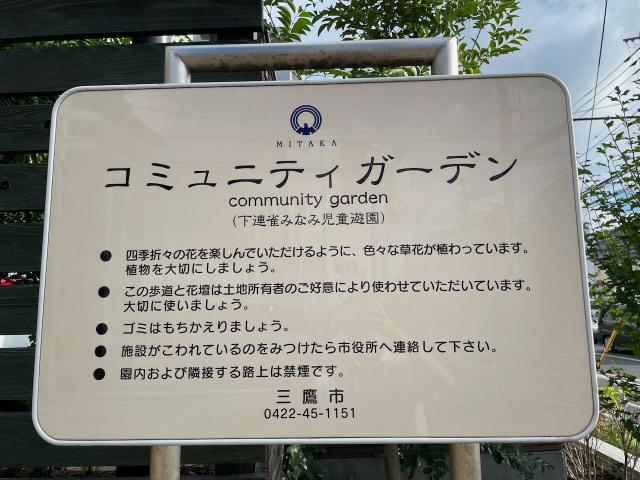 MITAKA
コミュニティガーデン
community garden
(下連雀みなみ児童遊園)
● 四季折々の花を楽しんでいただけるように、色々な草花が植わっています。
植物を大切にしましょう。
● この歩道と花壇は土地所有者のご好意により使わせていただいています。
大切に使いましょう。
● ゴミはもちかえりましょう。
● 施設がこわれているのをみつけたら市役所へ連絡して下さい。
● 園内および隣接する路上は禁煙です。
三鷹市
0422-45-1151